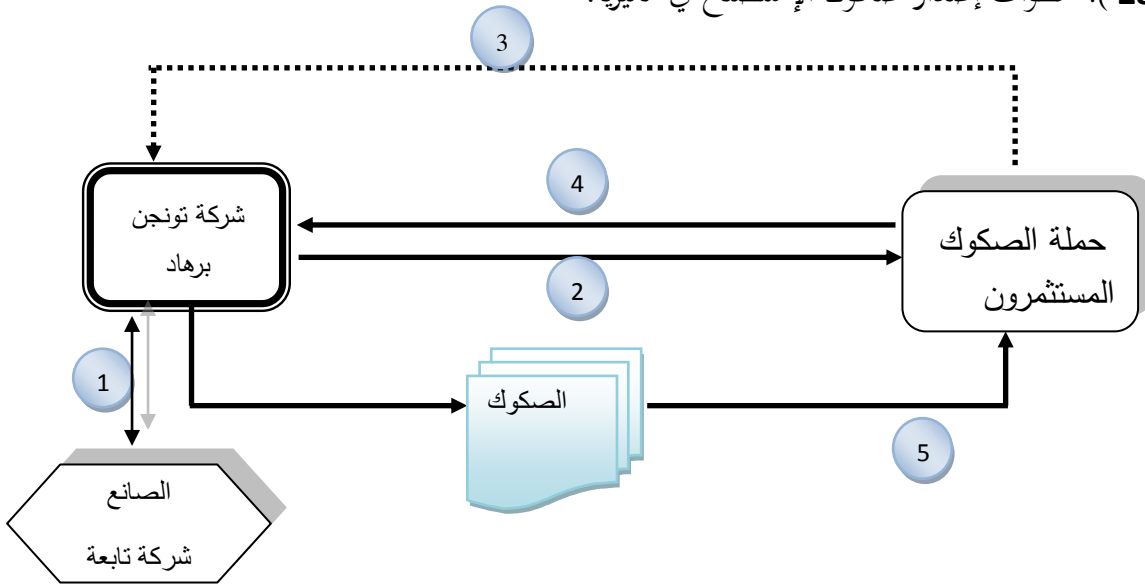 3
4
شركة تونجن
برهاد
حملة الصكوك
المستثمرون
2
1
الصكوك
5
الصانع
شركة تابعة